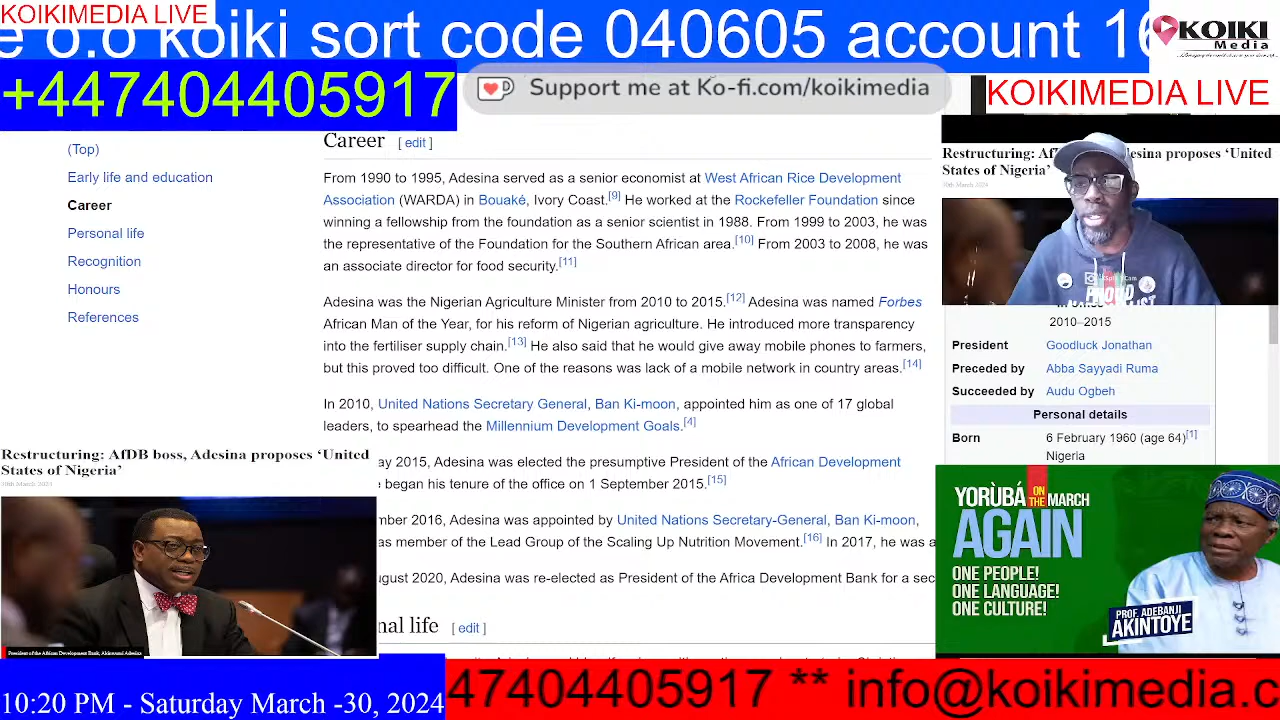 KOIKIMEDIA LIVE
o.o koiki sort code 040605 account
KOIKI
Media
+447404405917
Support me at Ko-fi.com/koikimedia
KOIKIMEDIA LIVE
(Top)
Early life and education
Career
Personal life
Recognition
Honours
References
Career [ edit ]
From 1990 to 1995, Adesina served as a senior economist at West African Rice Development
Association (WARDA) in Bouaké, Ivory Coast.[9] He worked at the Rockefeller Foundation since
winning a fellowship from the foundation as a senior scientist in 1988. From 1999 to 2003, he was
the representative of the Foundation for the Southern African area.[10] From 2003 to 2008, he was
an associate director for food security.[11]
Adesina was the Nigerian Agriculture Minister from 2010 to 2015.[12] Adesina was named Forbes
African Man of the Year, for his reform of Nigerian agriculture. He introduced more transparency
into the fertiliser supply chain.[13] He also said that he would give away mobile phones to farmers,
but this proved too difficult. One of the reasons was lack of a mobile network in country areas.[14]
In 2010, United Nations Secretary General, Ban Ki-moon, appointed him as one of 17 global
leaders, to spearhead the Millennium Development Goals.[4]
ay 2015, Adesina was elected the presumptive President of the African Development
began his tenure of the office on 1 September 2015.[15]
mber 2016, Adesina was appointed by United Nations Secretary-General, Ban Ki-moon,
as member of the Lead Group of the Scaling Up Nutrition Movement.[16] In 2017, he was a
ugust 2020, Adesina was re-elected as President of the Africa Development Bank for a sec
nal life [ edit ]
Restructuring: Af esina proposes ‘United
States of Nigeria’
30th March 2024
PROUD
2010–2015
President Goodluck Jonathan
Preceded by Abba Sayyadi Ruma
Succeeded by Audu Ogbeh
Personal details
Born 6 February 1960 (age 64)[1]
Nigeria
Restructuring: AfDB boss, Adesina proposes ‘United
States of Nigeria’
30th March 2024
President of the African Development Bank, Akinwumi Adesina
YORÙBÁ ON THE MARCH
AGAIN
ONE PEOPLE!
ONE LANGUAGE!
ONE CULTURE!
PROF. ADEBANJI
AKINTOYE
10:20 PM - Saturday March -30, 2024
47404405917 ** info@koikimedia.c